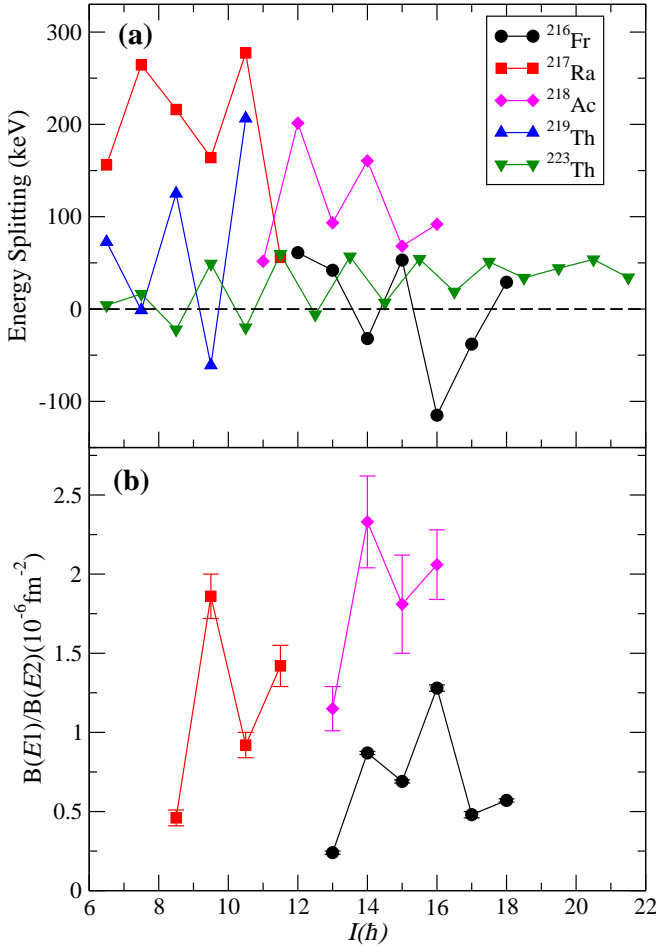 (a)
300
200
100
0
-100
Energy Splitting (keV)
²¹⁶Fr
²¹⁷Ra
²¹⁸Ac
²¹⁹Th
²²³Th
(b)
2.5
2
1.5
1
0.5
0
B(E1)/B(E2)(10⁻⁶fm⁻²)
6 8 10 12 14 16 18 20 22
I(ħ)